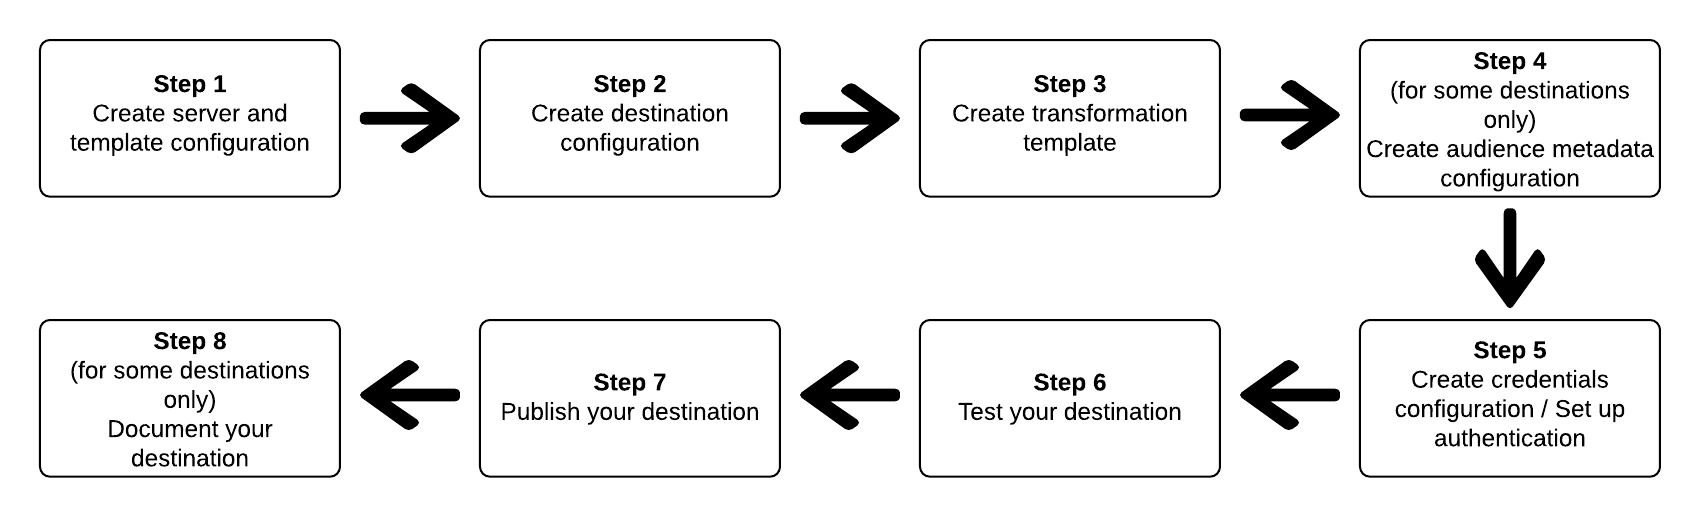 Step 1
Create server and
template configuration
Step 2
Create destination
configuration
Step 3
Create transformation
template
Step 4
(for some destinations
only)
Create audience metadata
configuration
Step 5
Create credentials
configuration / Set up
authentication
Step 6
Test your destination
Step 7
Publish your destination
Step 8
(for some destinations
only)
Document your
destination